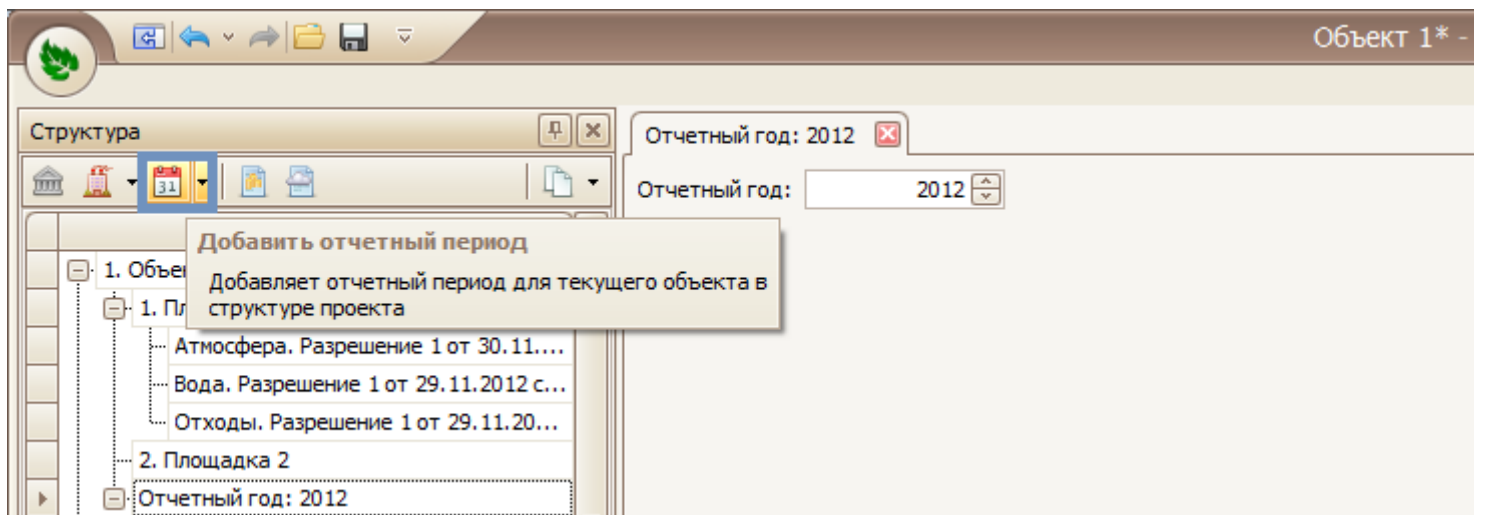 Объект 1* -
Структура
31
Отчетный год: 2012
Отчетный год: 2012
Добавить отчетный период
Добавляет отчетный период для текущего объекта в
структуре проекта
1.
1.
Атмосфера. Разрешение 1 от 30.11....
Вода. Разрешение 1 от 29.11.2012 с...
Отходы. Разрешение 1 от 29.11.20...
2. Площадка 2
Отчетный год: 2012